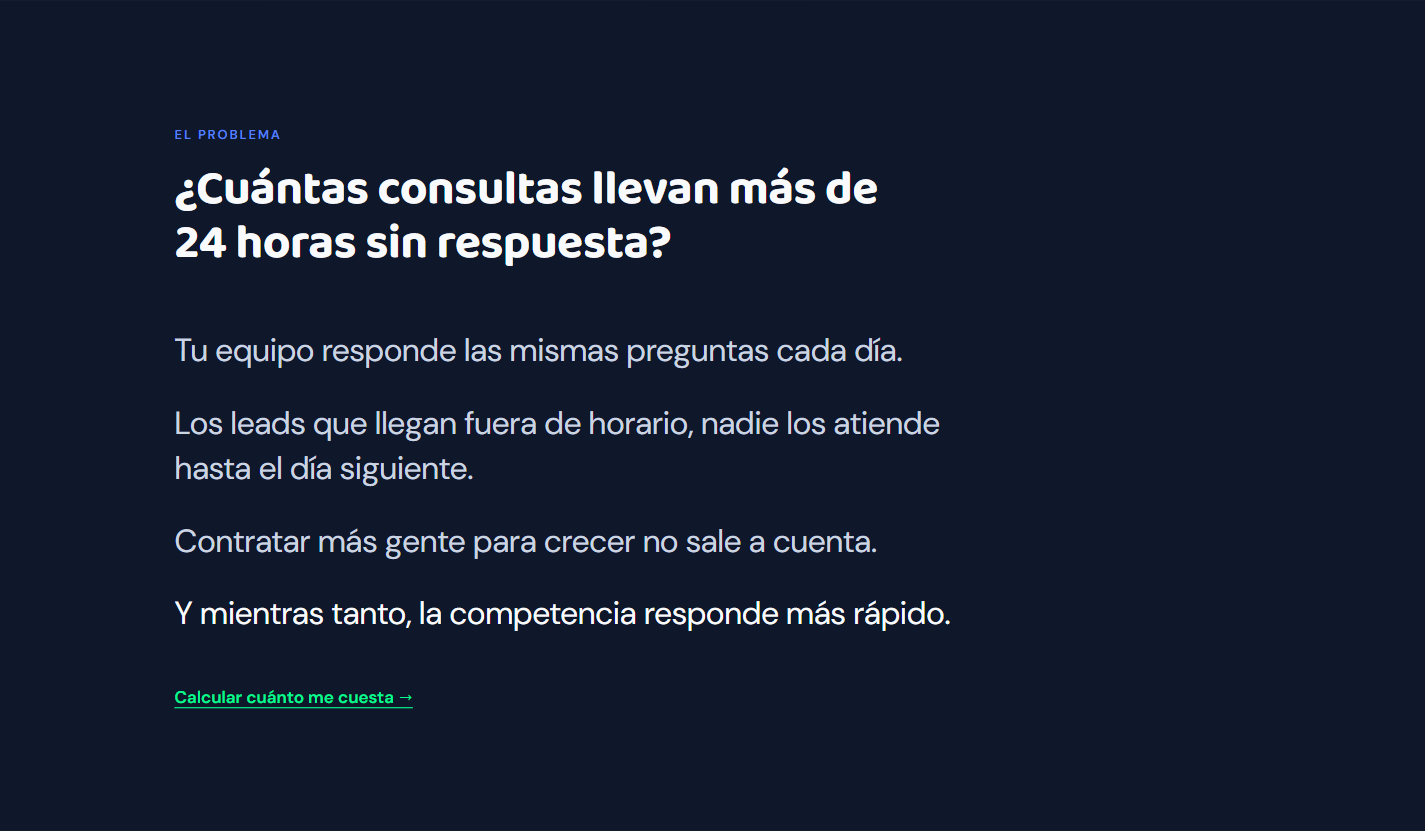 EL PROBLEMA
¿Cuántas consultas llevan más de
24 horas sin respuesta?
Tu equipo responde las mismas preguntas cada día.
Los leads que llegan fuera de horario, nadie los atiende
hasta el día siguiente.
Contratar más gente para crecer no sale a cuenta.
Y mientras tanto, la competencia responde más rápido.
Calcular cuánto me cuesta →